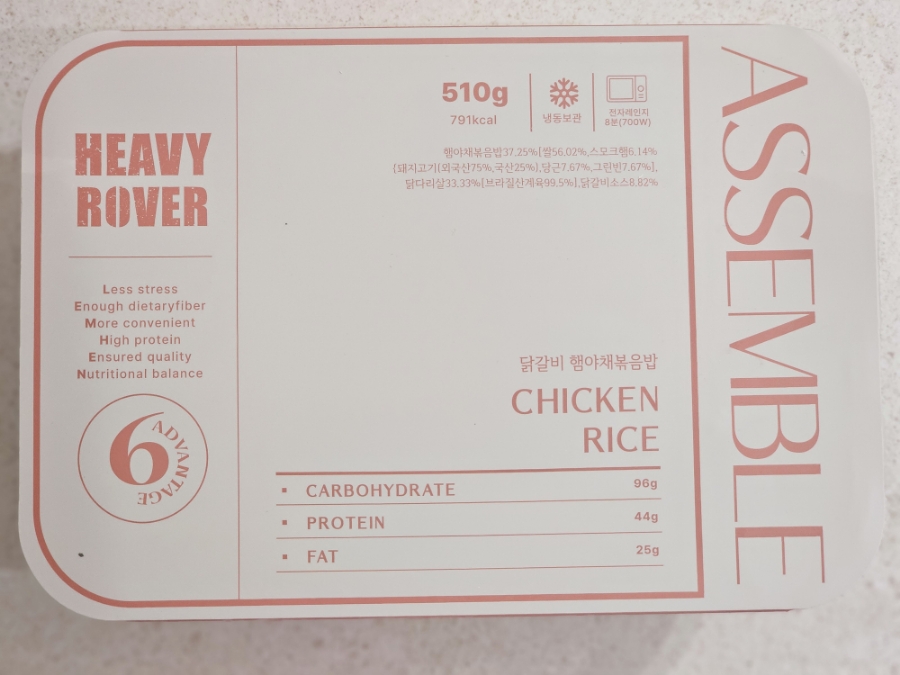 HEAVY
ROVER
Less stress
Enough dietaryfiber
More convenient
High protein
Ensured quality
Nutritional balance
6
ADVANTAGE
510g
791kcal
냉동보관
전자레인지
8분(700W)
햄야채볶음밥37.25%[쌀56.02%,스모크햄6.14%
{돼지고기(외국산75%,국산25%),당근7.67%,그린빈7.67%],
닭다리살33.33%[브라질산계육99.5%],닭갈비소스8.82%
닭갈비 햄야채볶음밥
CHICKEN
RICE
CARBOHYDRATE 96g
PROTEIN 44g
FAT 25g
ASSEMBLE